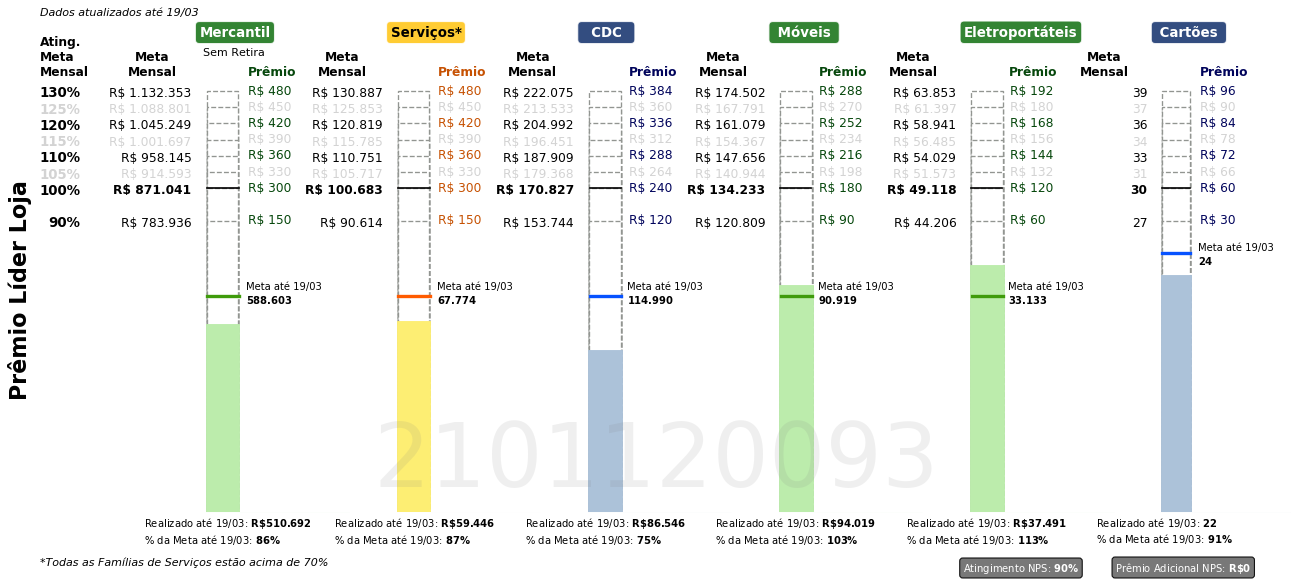 Dados atualizados até 19/03
Mercantil Serviços* CDC Móveis Eletroportáteis Cartões
Sem Retira
Ating. Meta Mensal Meta Mensal Prêmio Meta Mensal Prêmio Meta Mensal Prêmio Meta Mensal Prêmio Meta Mensal Prêmio Meta Mensal Prêmio
130% R$ 1.132.353 R$ 480 R$ 130.887 R$ 480 R$ 222.075 R$ 384 R$ 174.502 R$ 288 R$ 63.853 R$ 192 39 R$ 96
125% R$ 1.088.801 R$ 450 R$ 125.853 R$ 450 R$ 213.533 R$ 360 R$ 167.791 R$ 270 R$ 61.397 R$ 180 37 R$ 90
120% R$ 1.045.249 R$ 420 R$ 120.819 R$ 420 R$ 204.992 R$ 336 R$ 161.079 R$ 252 R$ 58.941 R$ 168 36 R$ 84
115% R$ 1.001.697 R$ 390 R$ 115.785 R$ 390 R$ 196.451 R$ 312 R$ 154.367 R$ 234 R$ 56.485 R$ 156 34 R$ 78
110% R$ 958.145 R$ 360 R$ 110.751 R$ 360 R$ 187.909 R$ 288 R$ 147.656 R$ 216 R$ 54.029 R$ 144 33 R$ 72
105% R$ 914.593 R$ 330 R$ 105.717 R$ 330 R$ 179.368 R$ 264 R$ 140.944 R$ 198 R$ 51.573 R$ 132 31 R$ 66
100% R$ 871.041 R$ 300 R$ 100.683 R$ 300 R$ 170.827 R$ 240 R$ 134.233 R$ 180 R$ 49.118 R$ 120 30 R$ 60
90% R$ 783.936 R$ 150 R$ 90.614 R$ 150 R$ 153.744 R$ 120 R$ 120.809 R$ 90 R$ 44.206 R$ 60 27 R$ 30
Prêmio Líder Loja
Meta até 19/03
24
Meta até 19/03 Meta até 19/03 Meta até 19/03 Meta até 19/03 Meta até 19/03
588.603 67.774 114.990 90.919 33.133
2101120093
Realizado até 19/03: R$510.692 Realizado até 19/03: R$59.446 Realizado até 19/03: R$86.546 Realizado até 19/03: R$94.019 Realizado até 19/03: R$37.491 Realizado até 19/03: 22
% da Meta até 19/03: 86% % da Meta até 19/03: 87% % da Meta até 19/03: 75% % da Meta até 19/03: 103% % da Meta até 19/03: 113% % da Meta até 19/03: 91%
*Todas as Famílias de Serviços estão acima de 70%
Atingimento NPS: 90% Prêmio Adicional NPS: R$0